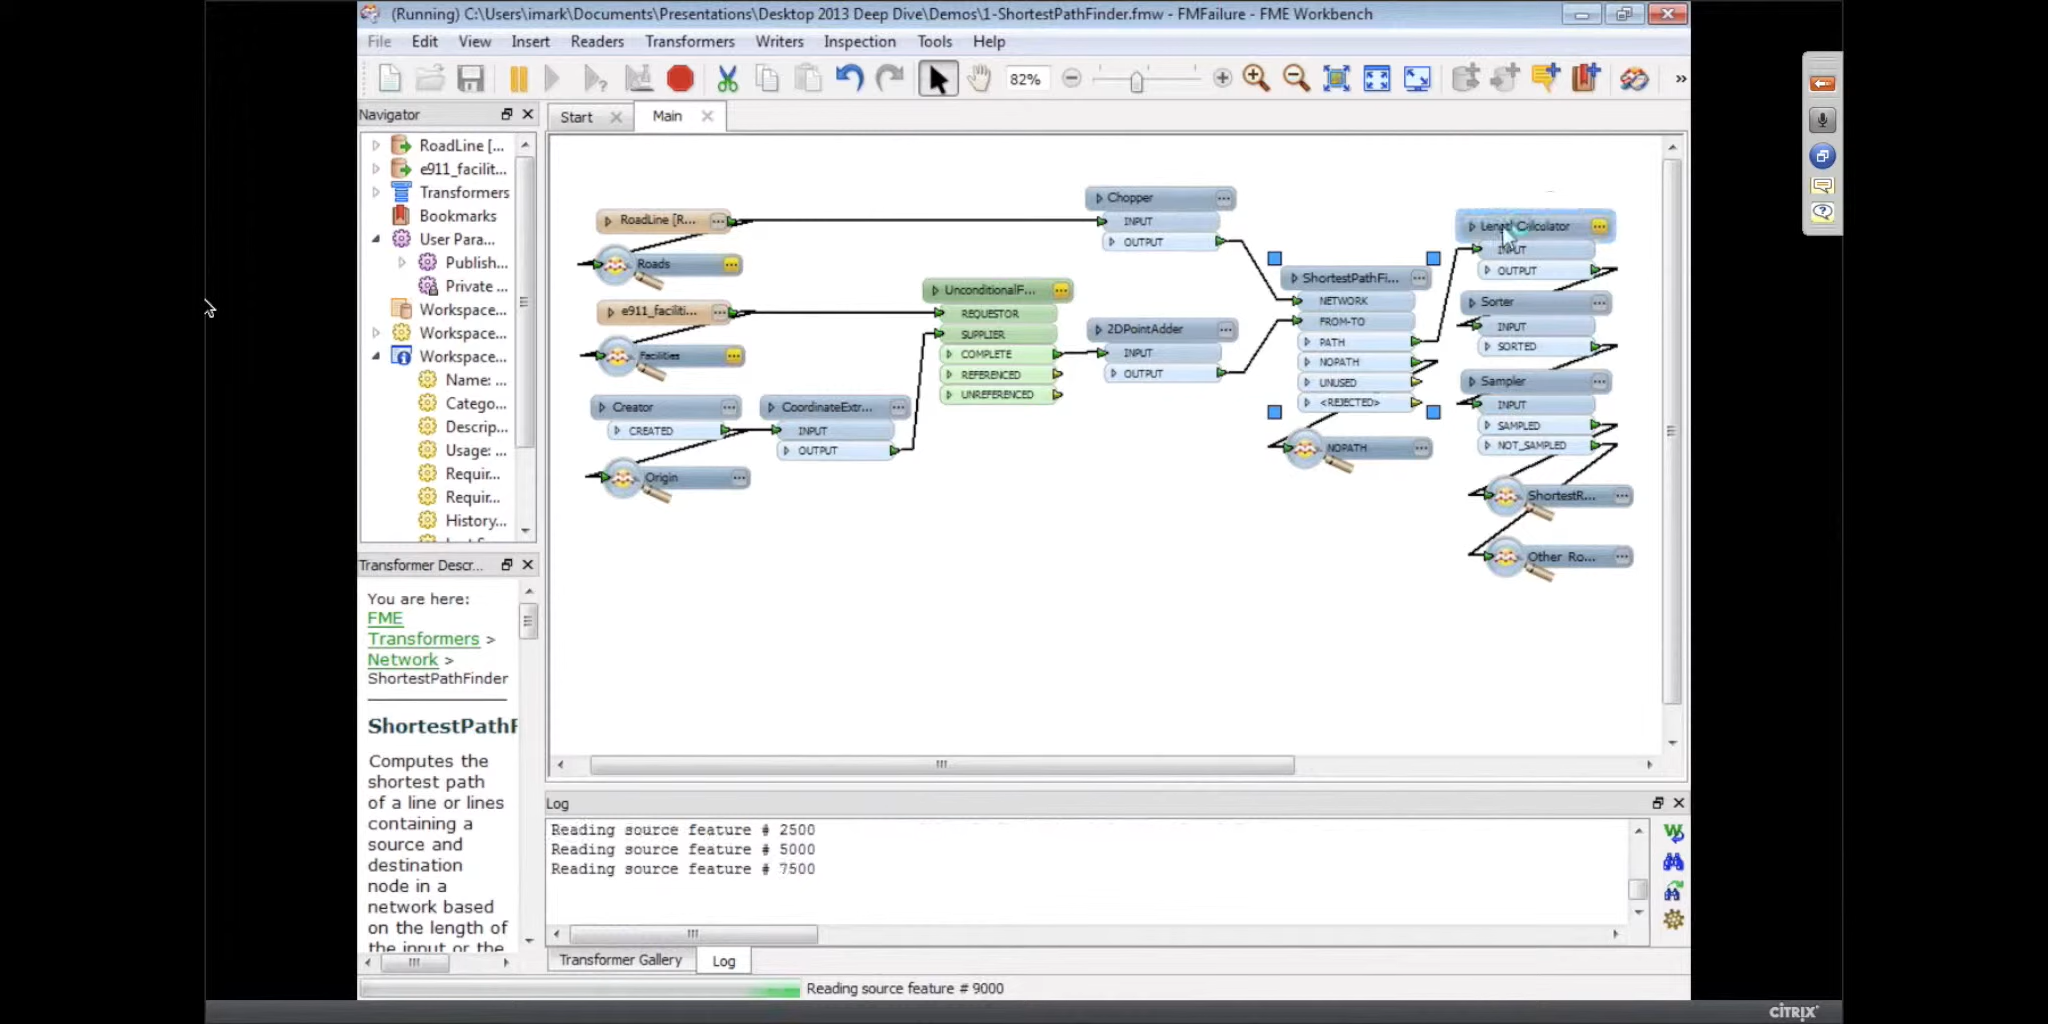 (Running) C:\Users\imark\Documents\Presentations\Desktop 2013 Deep Dive\Demos\1-ShortestPathFinder.fmw - FMFailure - FME Workbench
File Edit View Insert Readers Transformers Writers Inspection Tools Help
82%
»
Navigator
RoadLine [...
e911_facilit...
Transformers
Bookmarks
User Para...
Publish...
Private ...
Workspace...
Workspace...
Workspace...
Name: ...
Catego...
Descrip...
Usage: ...
Requir...
Requir...
History...
Transformer Descr...
You are here:
FME
Transformers >
Network >
ShortestPathFinder
ShortestPathF
Computes the
shortest path
of a line or lines
containing a
source and
destination
node in a
network based
on the length of
the input or the
Start
Main
RoadLine [R...
Roads
e911_faciliti...
Facilities
Creator
CREATED
Origin
CoordinateExtr...
INPUT
OUTPUT
UnconditionalF...
REQUESTOR
SUPPLIER
COMPLETE
REFERENCED
UNREFERENCED
Chopper
INPUT
OUTPUT
2DPointAdder
INPUT
OUTPUT
ShortestPathFi...
NETWORK
FROM-TO
PATH
NOPATH
UNUSED
<REJECTED>
NOPATH
INPUT
OUTPUT
Sorter
INPUT
SORTED
Sampler
INPUT
SAMPLED
NOT_SAMPLED
ShortestR...
Other Ro...
Log
Reading source feature # 2500
Reading source feature # 5000
Reading source feature # 7500
Transformer Gallery
Log
Reading source feature # 9000
CITRIX